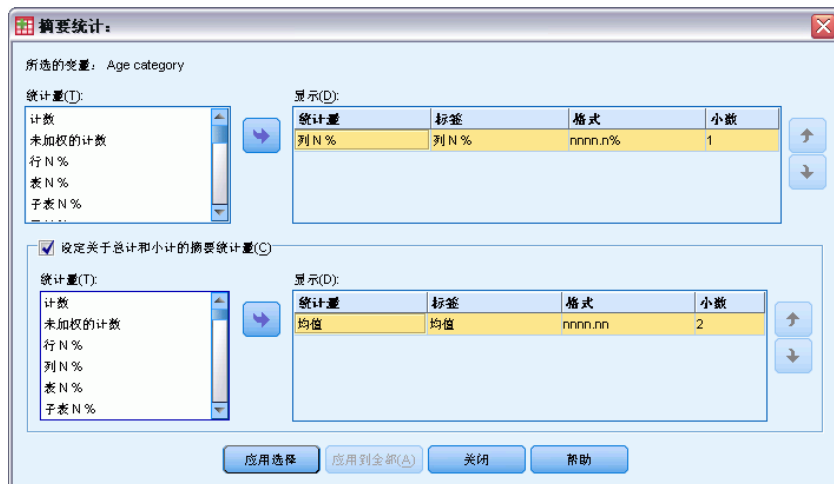 摘要统计：
所选的变量： Age category
统计量(T):
计数
未加权的计数
行 N %
表 N %
子表 N %
显示(D):
统计量 标签 格式 小数
列 N % 列 N % nnnn.n% 1
设定关于总计和小计的摘要统计量(C)
统计量(T):
计数
未加权的计数
行 N %
列 N %
表 N %
子表 N %
显示(D):
统计量 标签 格式 小数
均值 均值 nnnn.nn 2
应用选择 应用到全部(A) 关闭 帮助